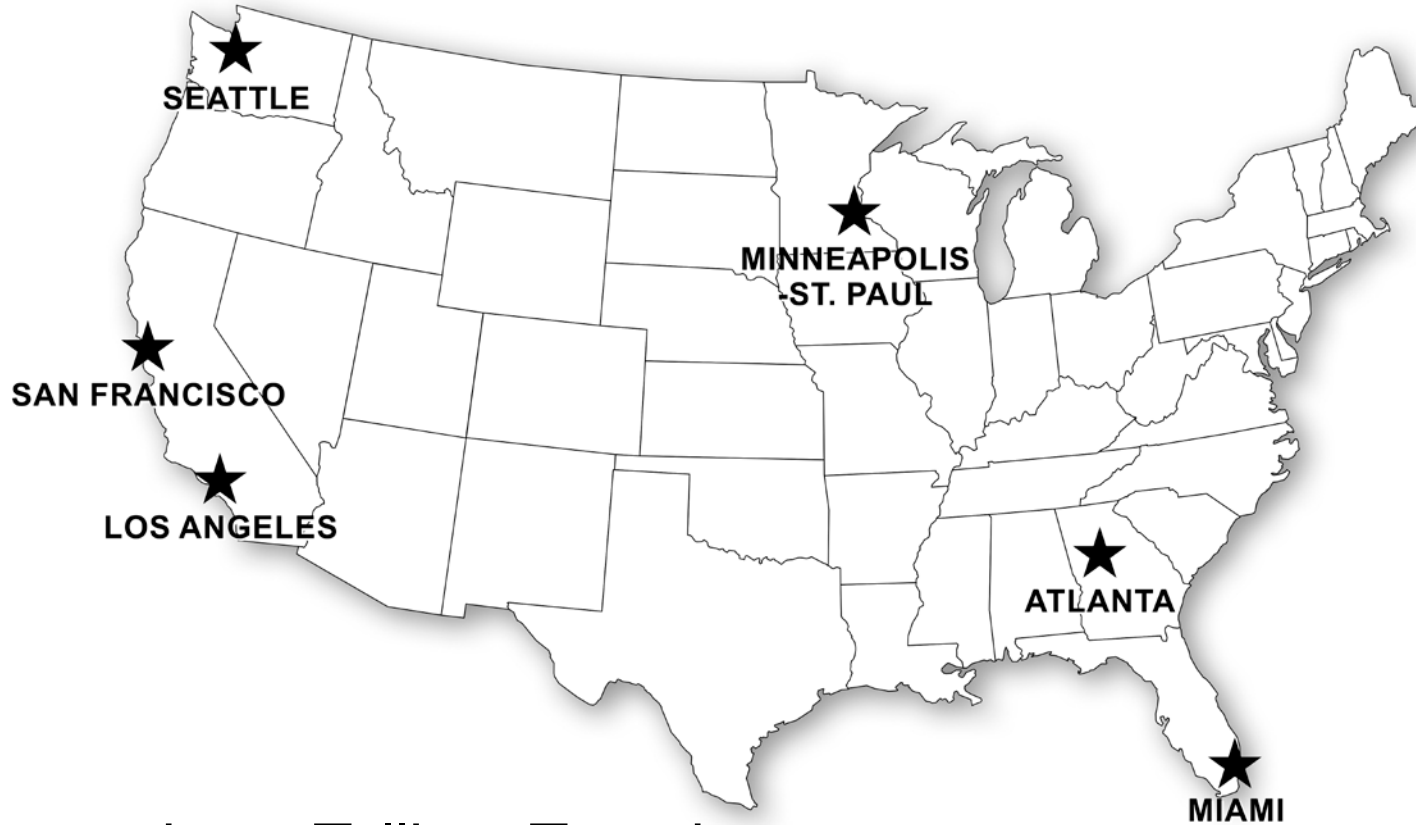 SEATTLE
MINNEAPOLIS
-ST. PAUL
SAN FRANCISCO
LOS ANGELES
ATLANTA
MIAMI